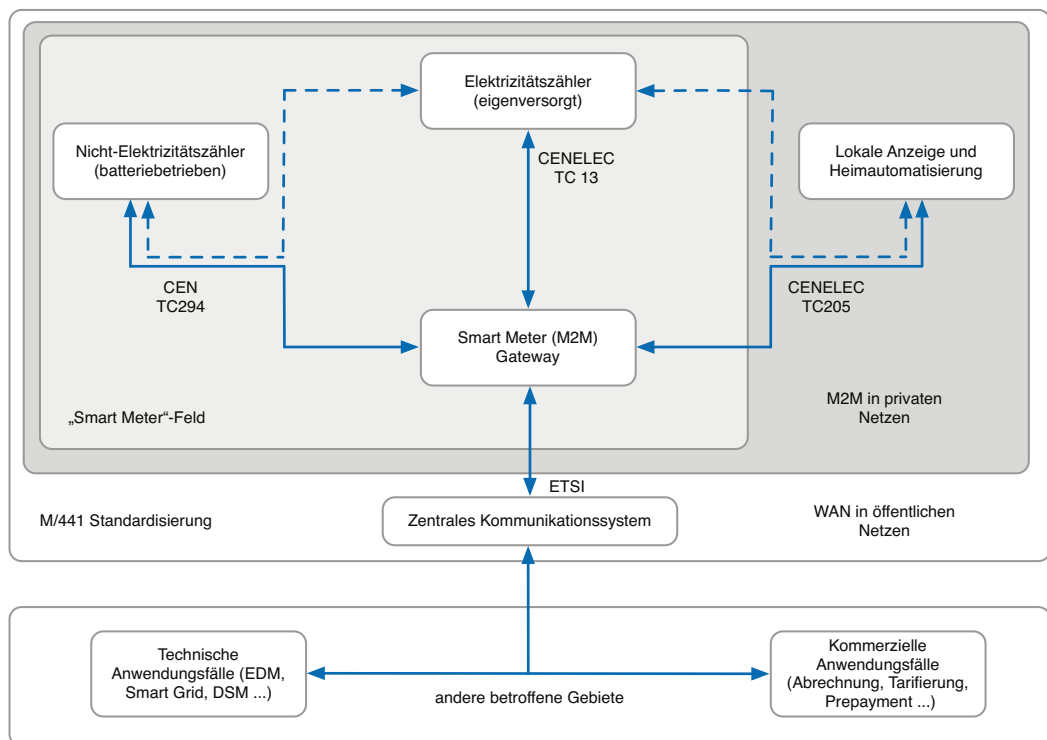 Elektrizitätszähler
(eigenversorgt)
Nicht-Elektrizitätszähler
(batteriebetrieben)
CENELEC
TC 13
Lokale Anzeige und
Heimautomatisierung
CEN
TC294
CENELEC
TC205
Smart Meter (M2M)
Gateway
„Smart Meter“-Feld
M2M in privaten
Netzen
ETSI
M/441 Standardisierung
Zentrales Kommunikationssystem
WAN in öffentlichen
Netzen
Technische
Anwendungsfälle (EDM,
Smart Grid, DSM ...)
andere betroffene Gebiete
Kommerzielle
Anwendungsfälle
(Abrechnung, Tarifierung,
Prepayment ...)